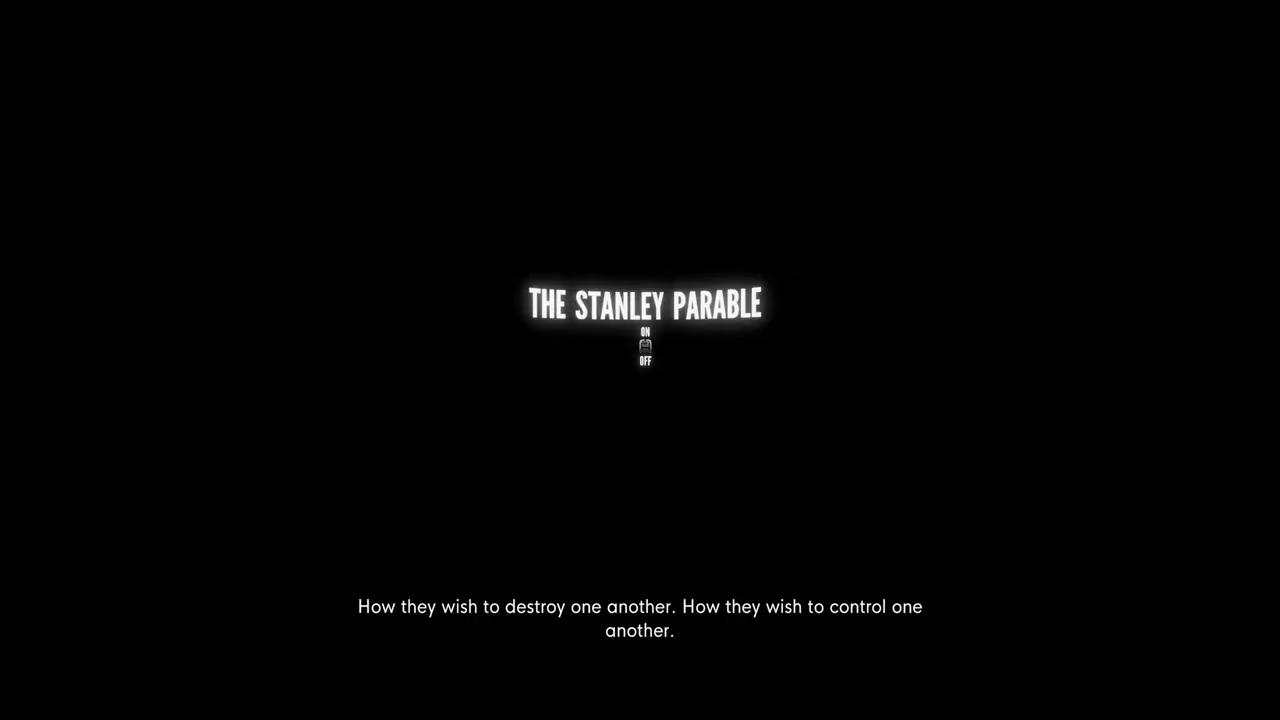 THE STANLEY PARABLE
ON
OFF
How they wish to destroy one another. How they wish to control one
another.